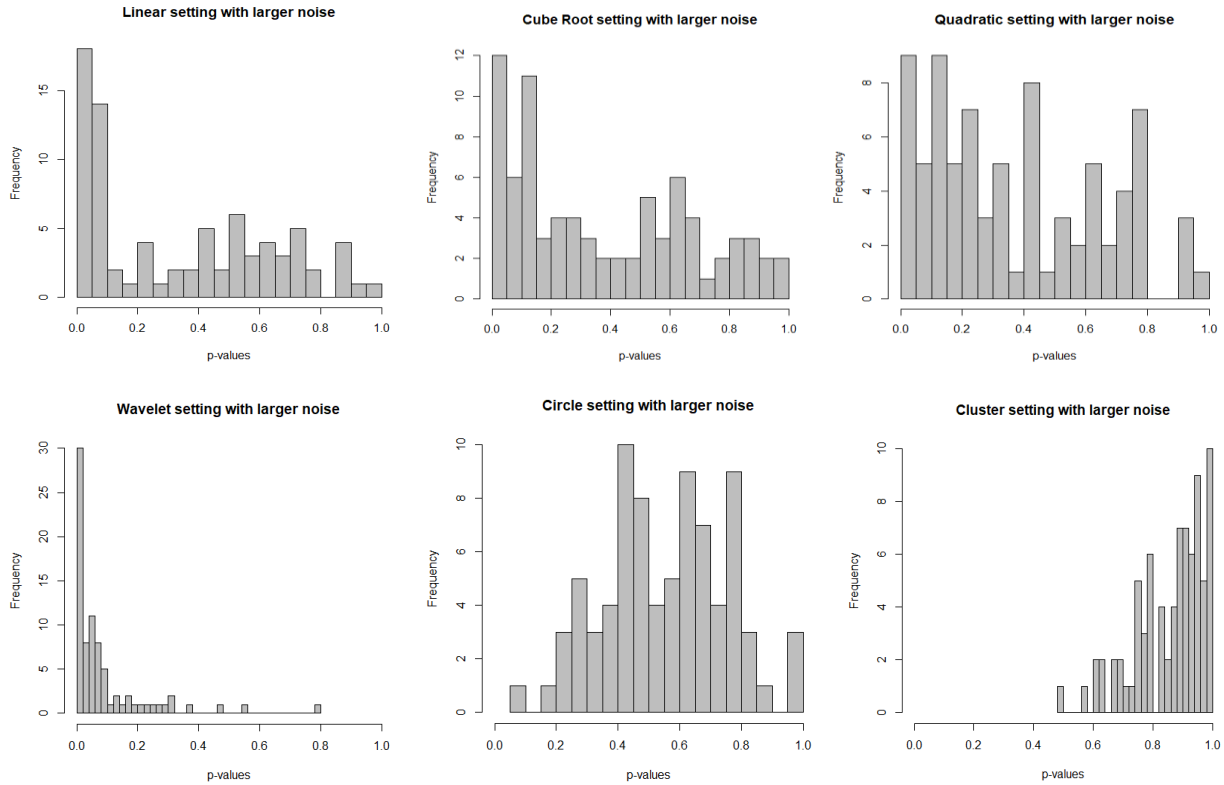 Linear setting with larger noise
Frequency
0
5
10
15
0.0 0.2 0.4 0.6 0.8 1.0
p-values
Cube Root setting with larger noise
Frequency
0
2
4
6
8
10
12
0.0 0.2 0.4 0.6 0.8 1.0
p-values
Quadratic setting with larger noise
Frequency
0
2
4
6
8
0.0 0.2 0.4 0.6 0.8 1.0
p-values
Wavelet setting with larger noise
Frequency
0
5
10
15
20
25
30
0.0 0.2 0.4 0.6 0.8 1.0
p-values
Circle setting with larger noise
Frequency
0
2
4
6
8
10
0.0 0.2 0.4 0.6 0.8 1.0
p-values
Cluster setting with larger noise
Frequency
0
2
4
6
8
10
0.0 0.2 0.4 0.6 0.8 1.0
p-values